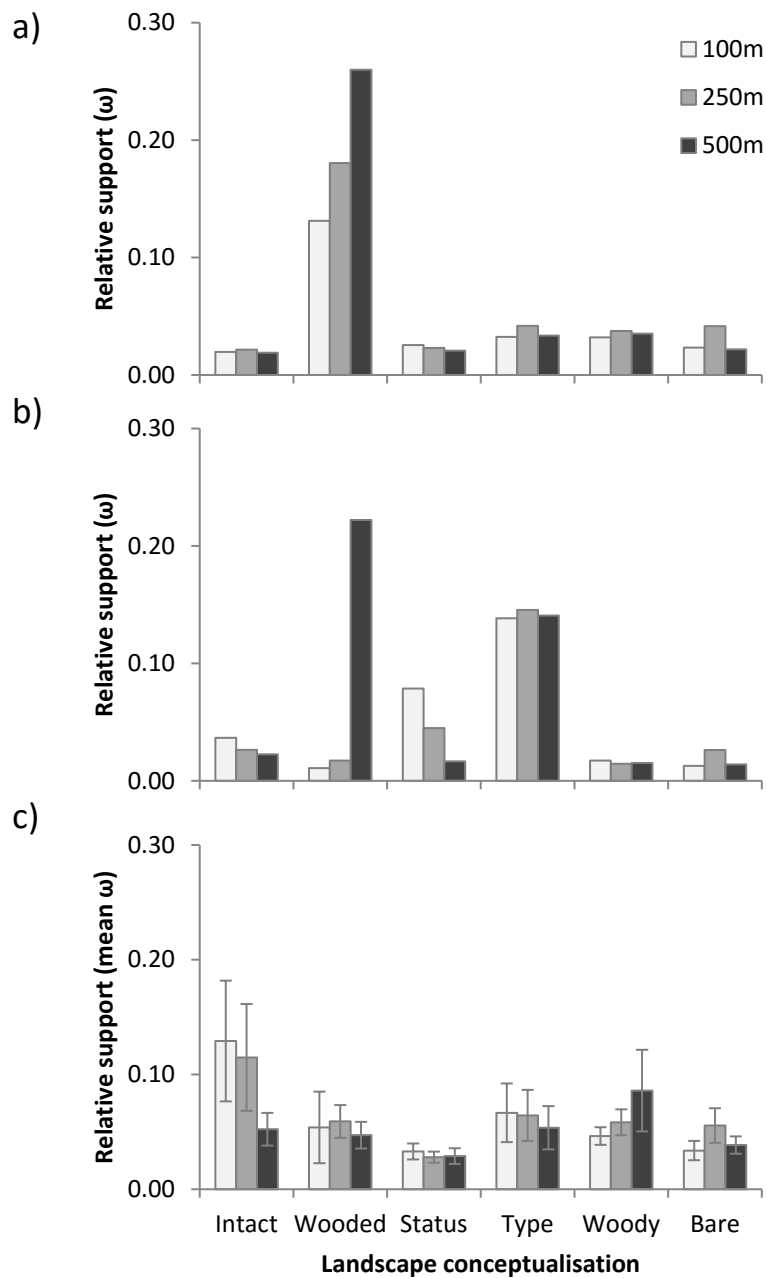 a)
0.30
0.20
0.10
0.00
Relative support (ω)
100m
250m
500m
b)
0.30
0.20
0.10
0.00
Relative support (ω)
c)
0.30
0.20
0.10
0.00
Relative support (mean ω)
Intact Wooded Status Type Woody Bare
Landscape conceptualisation